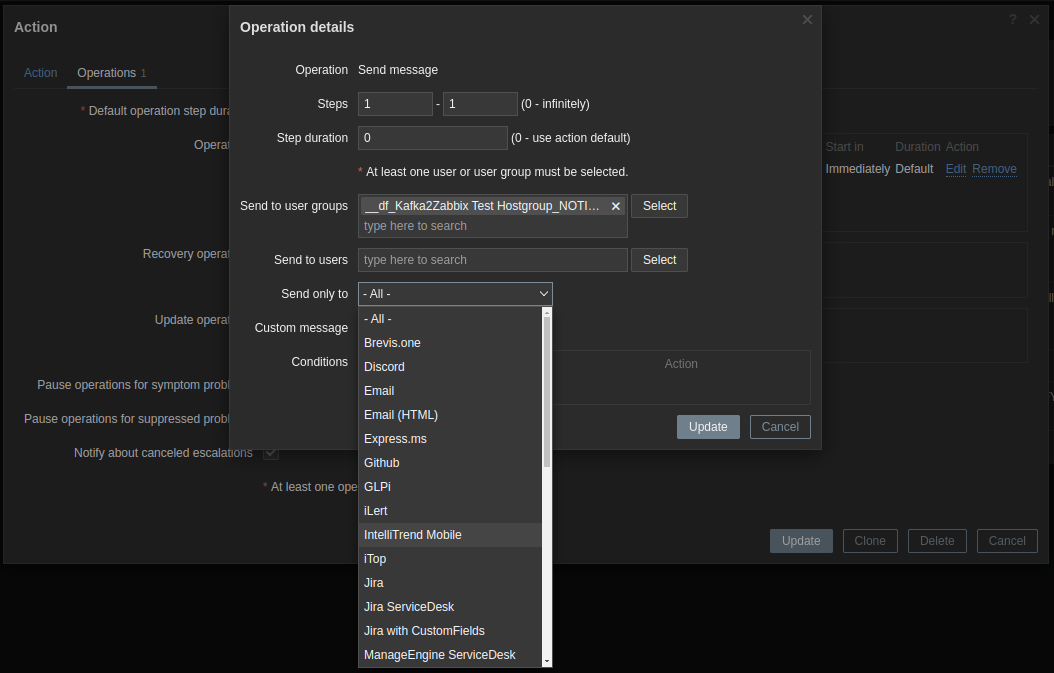 Action
?
Action
Operations 1
* Default operation step dura
Operat
Start in Duration Action
Immediately Default Edit Remove
Recovery operat
Update operat
Pause operations for symptom probl
Pause operations for suppressed probl
Notify about canceled escalations
* At least one ope
Update Clone Delete Cancel
Operation details
Operation Send message
Steps 1 - 1 (0 - infinitely)
Step duration 0 (0 - use action default)
* At least one user or user group must be selected.
Send to user groups __df_Kafka2Zabbix Test Hostgroup_NOTI... Select
type here to search
Send to users type here to search Select
Send only to - All -
Custom message
Conditions
Action
Update Cancel
- All -
Brevis.one
Discord
Email
Email (HTML)
Express.ms
Github
GLPi
iLert
IntelliTrend Mobile
iTop
Jira
Jira ServiceDesk
Jira with CustomFields
ManageEngine ServiceDesk